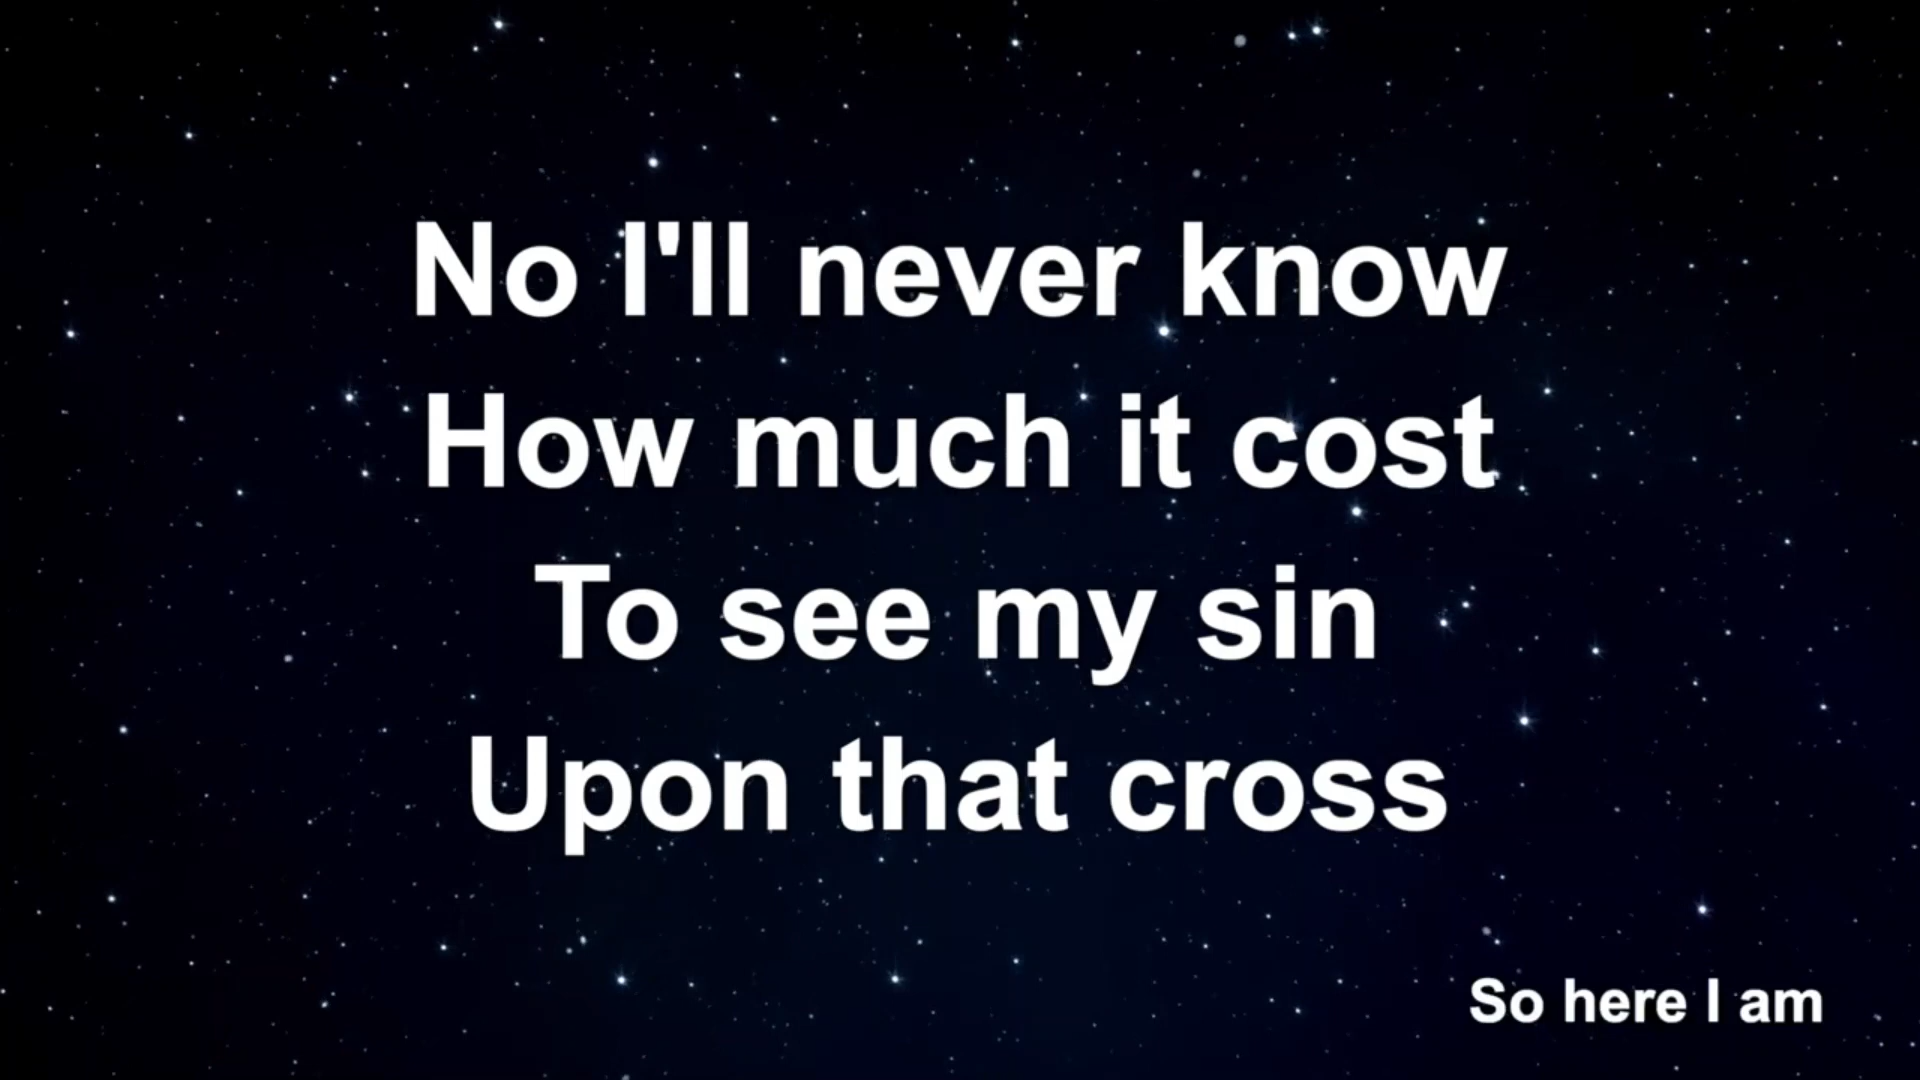 No I'll never know
How much it cost
To see my sin
Upon that cross
So here I am